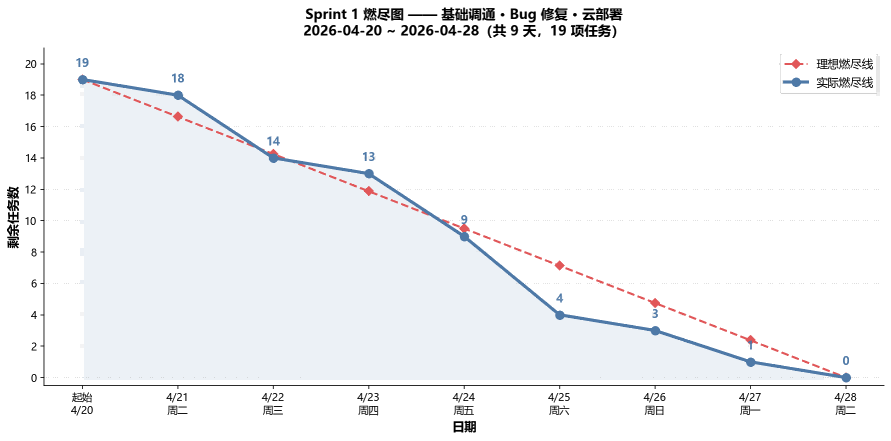 Sprint 1 燃尽图 —— 基础调通 · Bug 修复 · 云部署
2026-04-20 ~ 2026-04-28（共 9 天，19 项任务）
理想燃尽线
实际燃尽线
剩余任务数
20
18
16
14
12
10
8
6
4
2
0
19
18
14
13
9
4
3
1
0
起始
4/20
4/21
周二
4/22
周三
4/23
周四
4/24
周五
4/25
周六
4/26
周日
4/27
周一
4/28
周二
日期